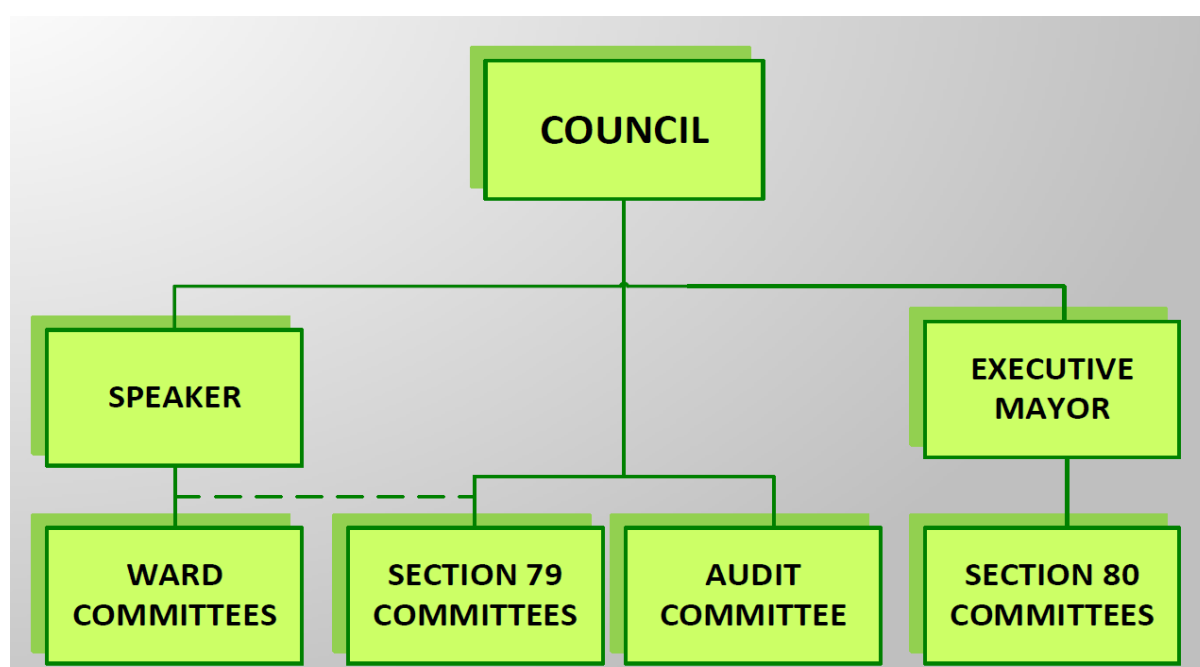 COUNCIL
SPEAKER
EXECUTIVE
MAYOR
WARD
COMMITTEES
SECTION 79
COMMITTEES
AUDIT
COMMITTEE
SECTION 80
COMMITTEES